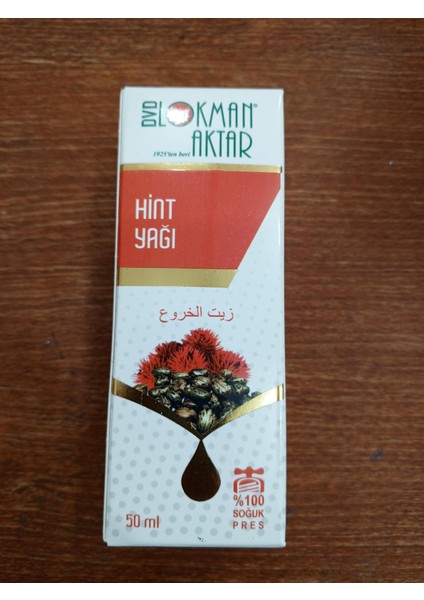 DVD LOKMAN®
1925'ten beri AKTAR
HİNT
YAĞI
زيت الخروع
50 ml
%100
SOĞUK
PRES